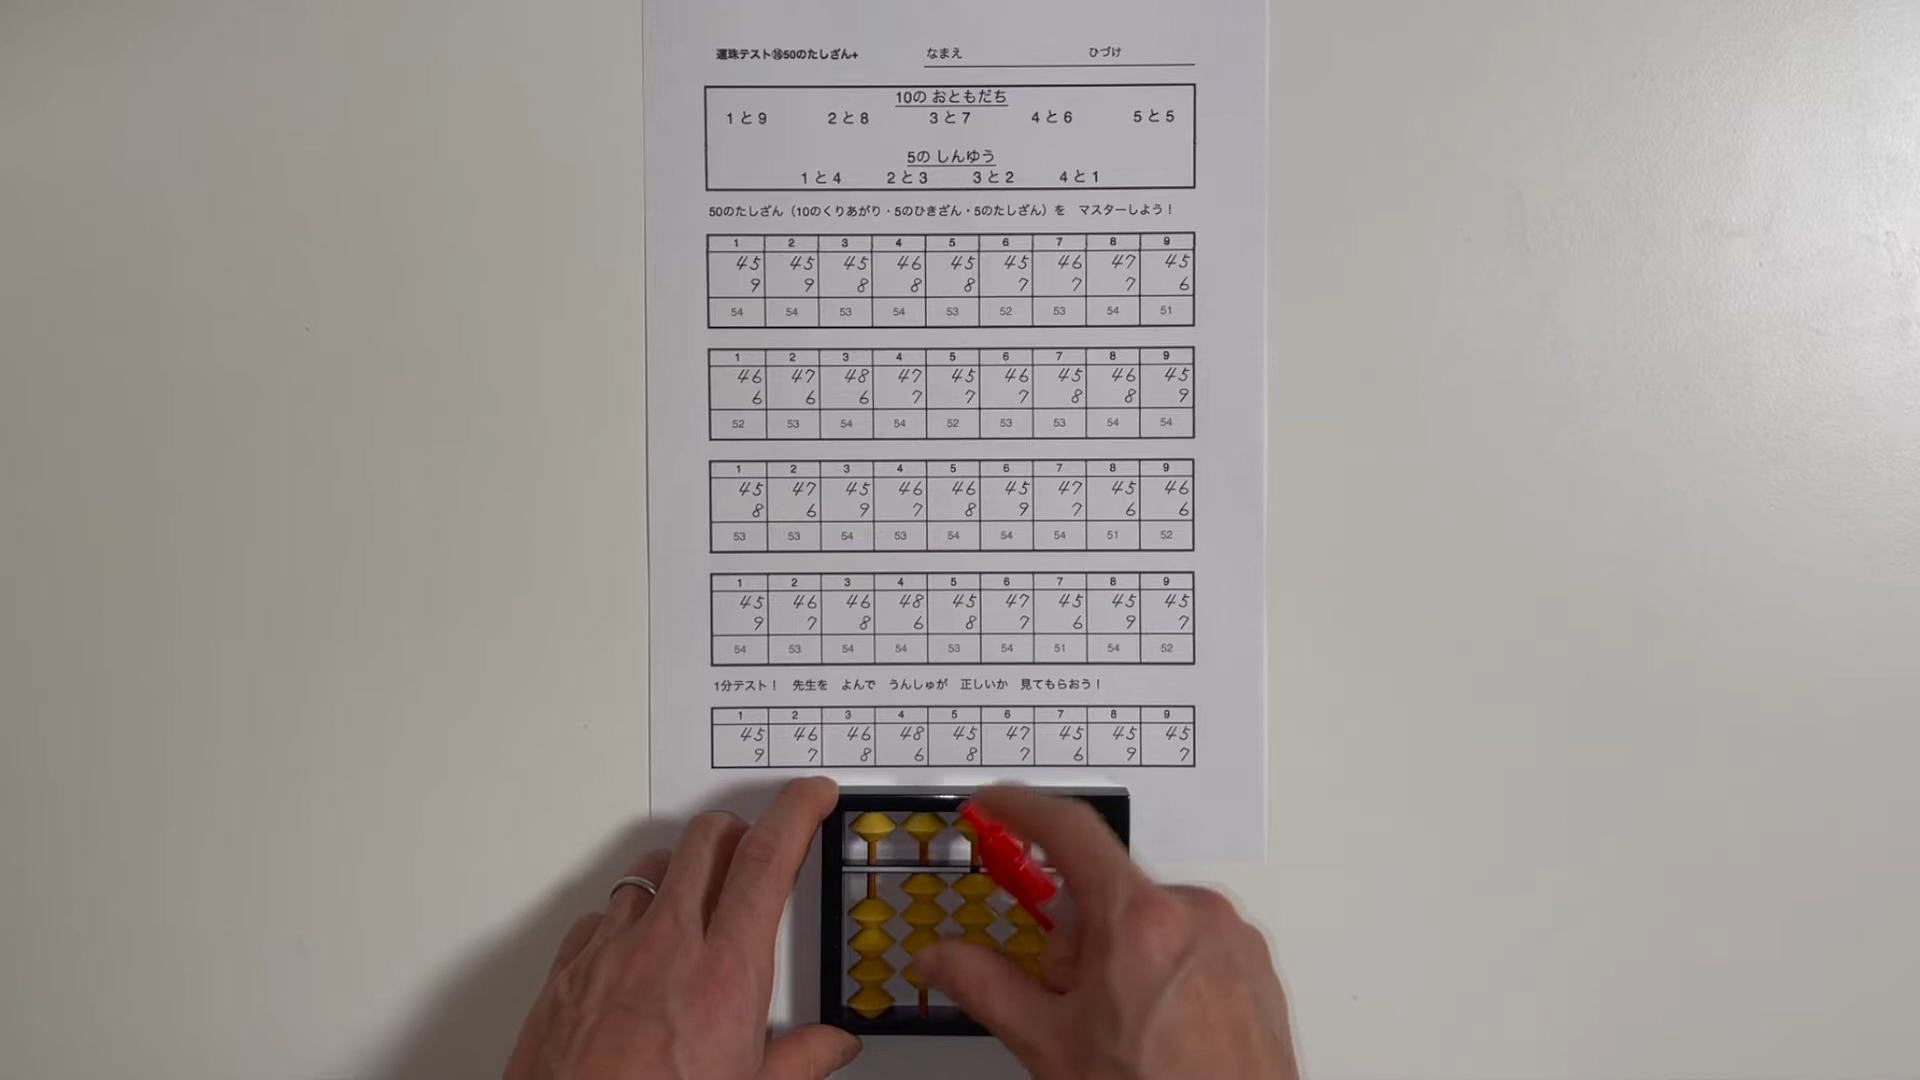 運珠テスト⑯50のたしざん+ なまえ ひづけ
10の おともだち
1と9 2と8 3と7 4と6 5と5
5の しんゆう
1と4 2と3 3と2 4と1
50のたしざん（10のくりあがり・5のひきざん・5のたしざん）を マスターしよう！
1 2 3 4 5 6 7 8 9
45 45 45 46 45 45 46 47 45
9 9 8 8 8 7 7 7 6
54 54 53 54 53 52 53 54 51
1 2 3 4 5 6 7 8 9
46 47 48 47 45 46 45 46 45
6 6 6 7 7 7 8 8 9
52 53 54 54 52 53 53 54 54
1 2 3 4 5 6 7 8 9
45 47 45 46 46 45 47 45 46
8 6 9 7 8 9 7 6 6
53 53 54 53 54 54 54 51 52
1 2 3 4 5 6 7 8 9
45 46 46 48 45 47 45 45 45
9 7 8 6 8 7 6 9 7
54 53 54 54 53 54 51 54 52
1分テスト！ 先生を よんで うんしゅが 正しいか 見てもらおう！
1 2 3 4 5 6 7 8 9
45 46 46 48 45 47 45 45 45
9 7 8 6 8 7 6 9 7